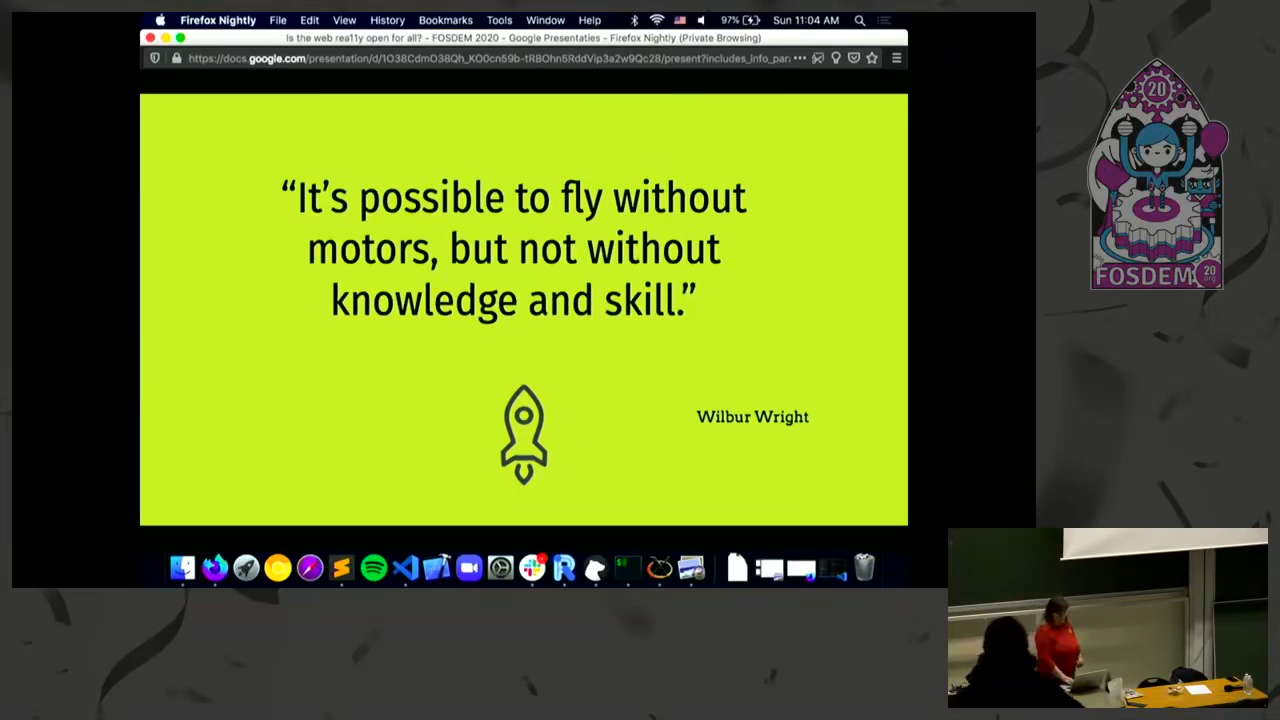 Firefox Nightly File Edit View History Bookmarks Tools Window Help 97% Sun 11:04 AM
Is the web rea11y open for all? - FOSDEM 2020 - Google Presentaties - Firefox Nightly (Private Browsing)
“It’s possible to fly without
motors, but not without
knowledge and skill.”
Wilbur Wright
20
FOSDEM
20
.org